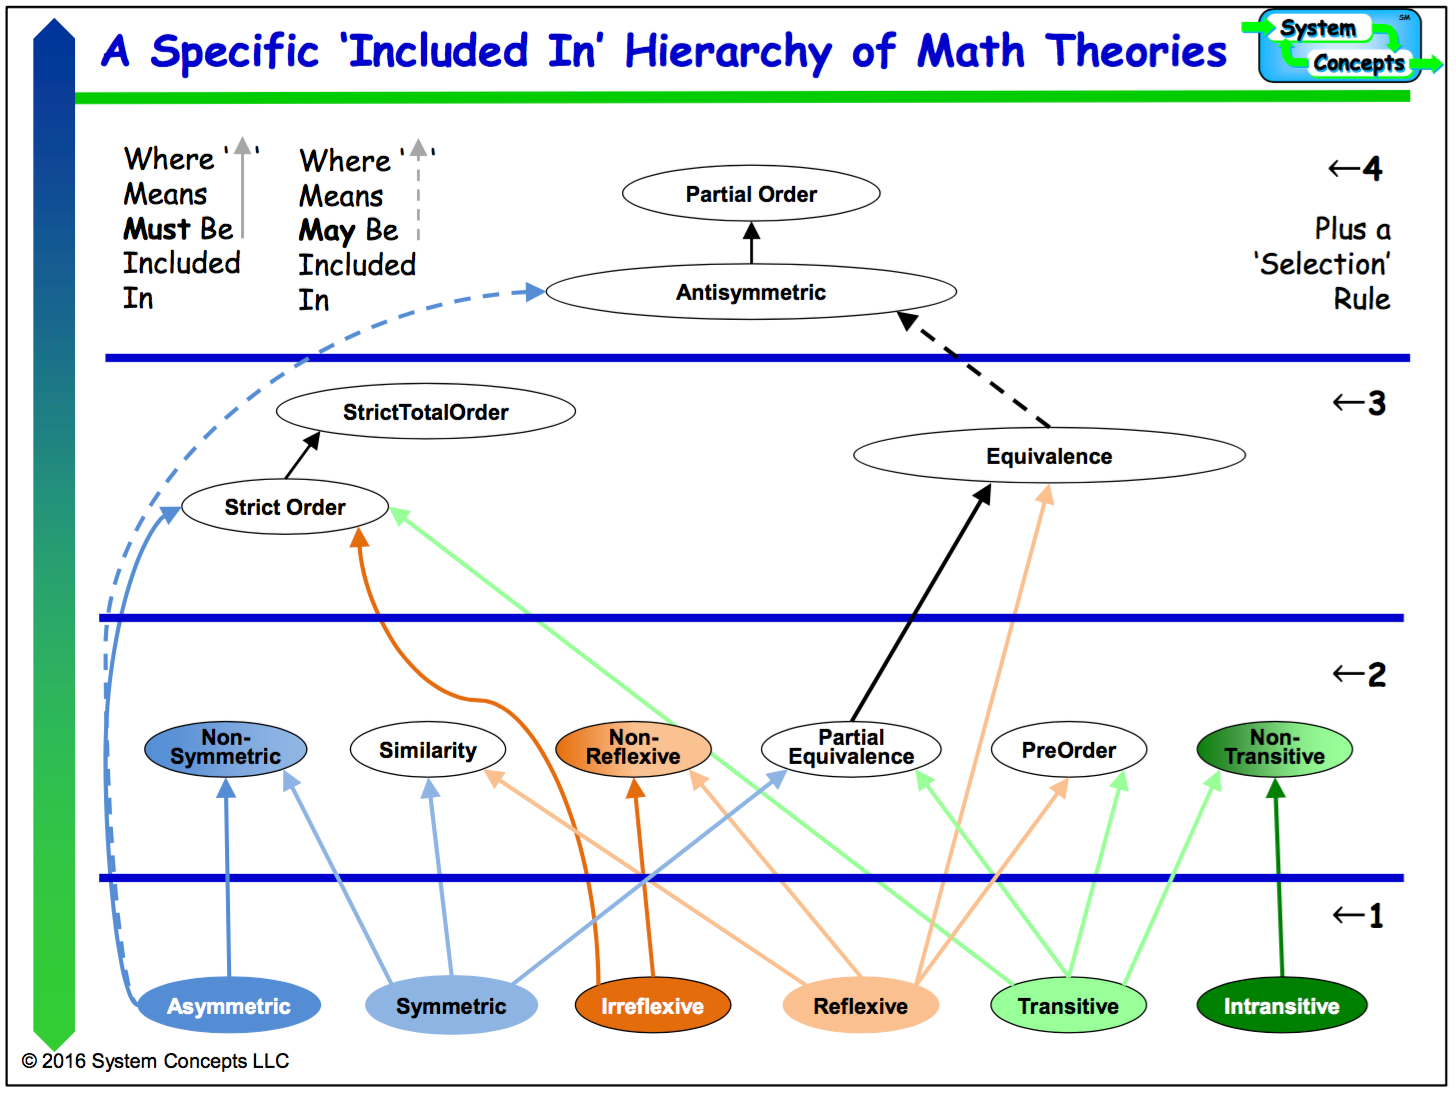 A Specific ‘Included In’ Hierarchy of Math Theories
System
SM
Concepts
Where ‘ ’
Means
Must Be
Included
In
Where ‘ ’
Means
May Be
Included
In
←4
Plus a
‘Selection’
Rule
Partial Order
Antisymmetric
←3
StrictTotalOrder
Equivalence
Strict Order
←2
Non-
Symmetric
Similarity
Non-
Reflexive
Partial
Equivalence
PreOrder
Non-
Transitive
←1
Asymmetric
Symmetric
Irreflexive
Reflexive
Transitive
Intransitive
© 2016 System Concepts LLC